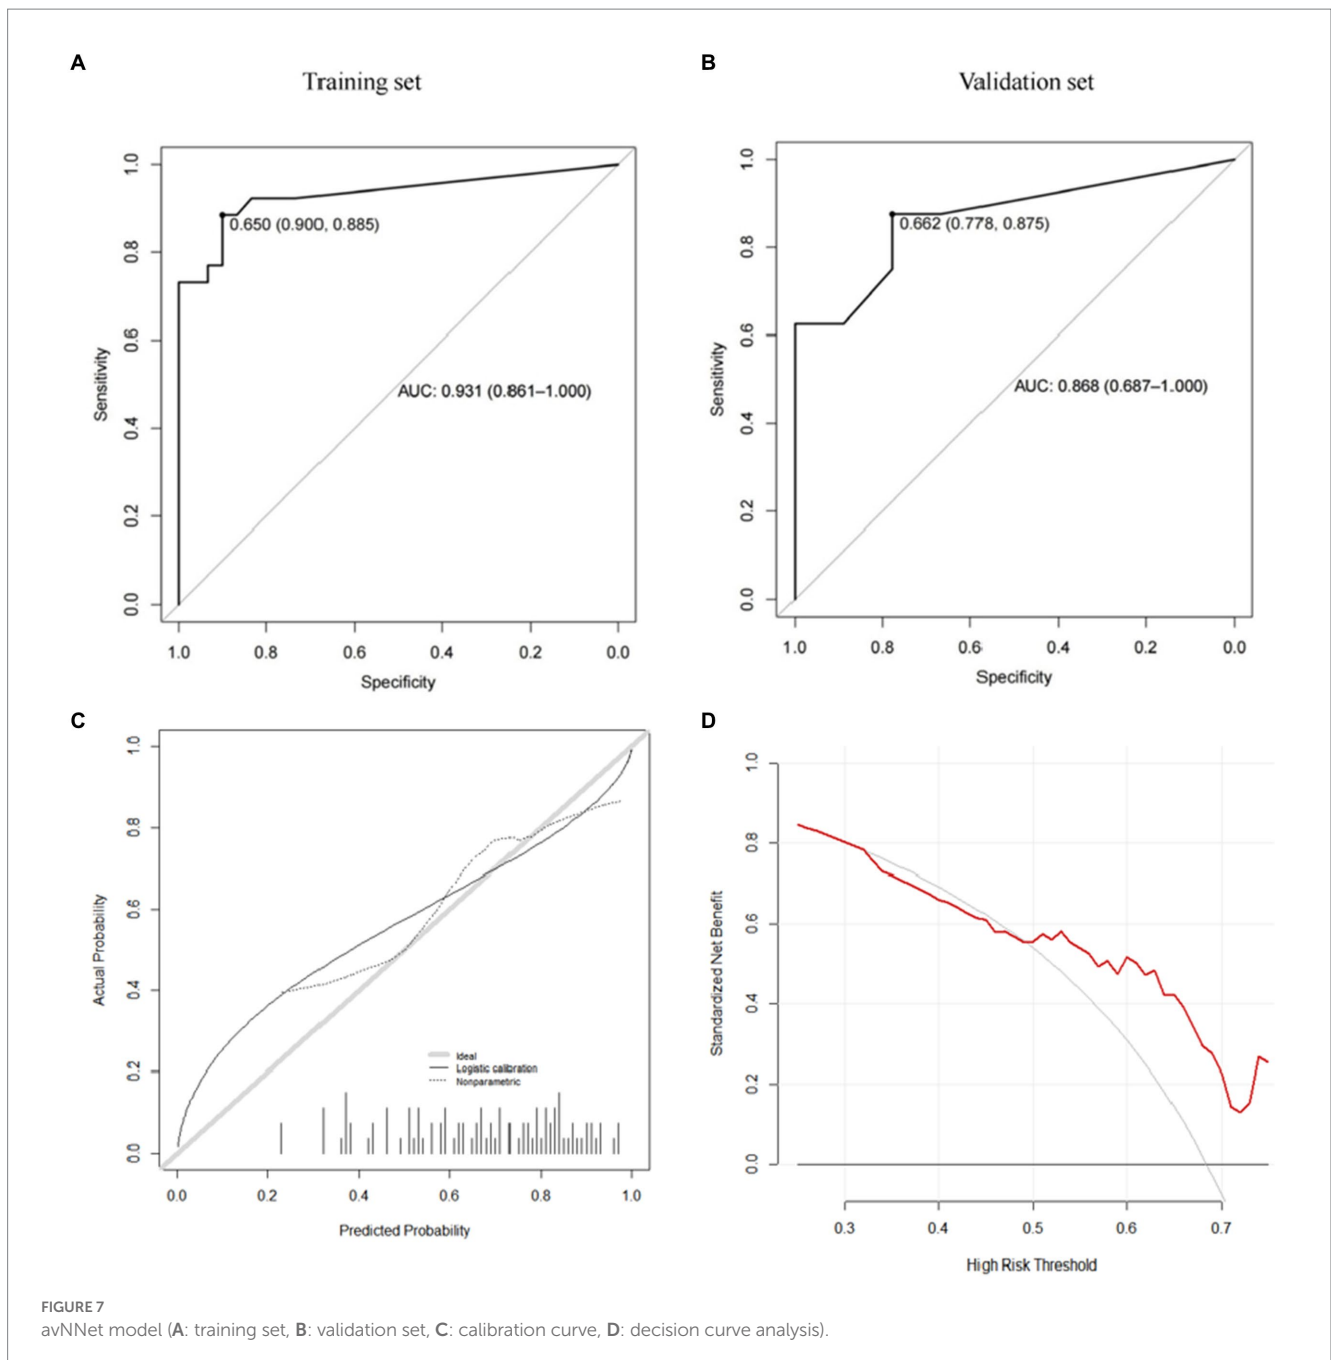 A
Training set
1.0
0.8
0.6
0.4
0.2
0.0
Sensitivity
0.650 (0.900, 0.885)
AUC: 0.931 (0.861–1.000)
1.0 0.8 0.6 0.4 0.2 0.0
Specificity
B
Validation set
1.0
0.8
0.6
0.4
0.2
0.0
Sensitivity
0.662 (0.778, 0.875)
AUC: 0.868 (0.687–1.000)
1.0 0.8 0.6 0.4 0.2 0.0
Specificity
C
1.0
0.8
0.6
0.4
0.2
0.0
Actual Probability
Ideal
Logistic calibration
Nonparametric
0.0 0.2 0.4 0.6 0.8 1.0
Predicted Probability
D
1.0
0.8
0.6
0.4
0.2
0.0
Standardized Net Benefit
0.3 0.4 0.5 0.6 0.7
High Risk Threshold
FIGURE 7
avNNet model (A: training set, B: validation set, C: calibration curve, D: decision curve analysis).